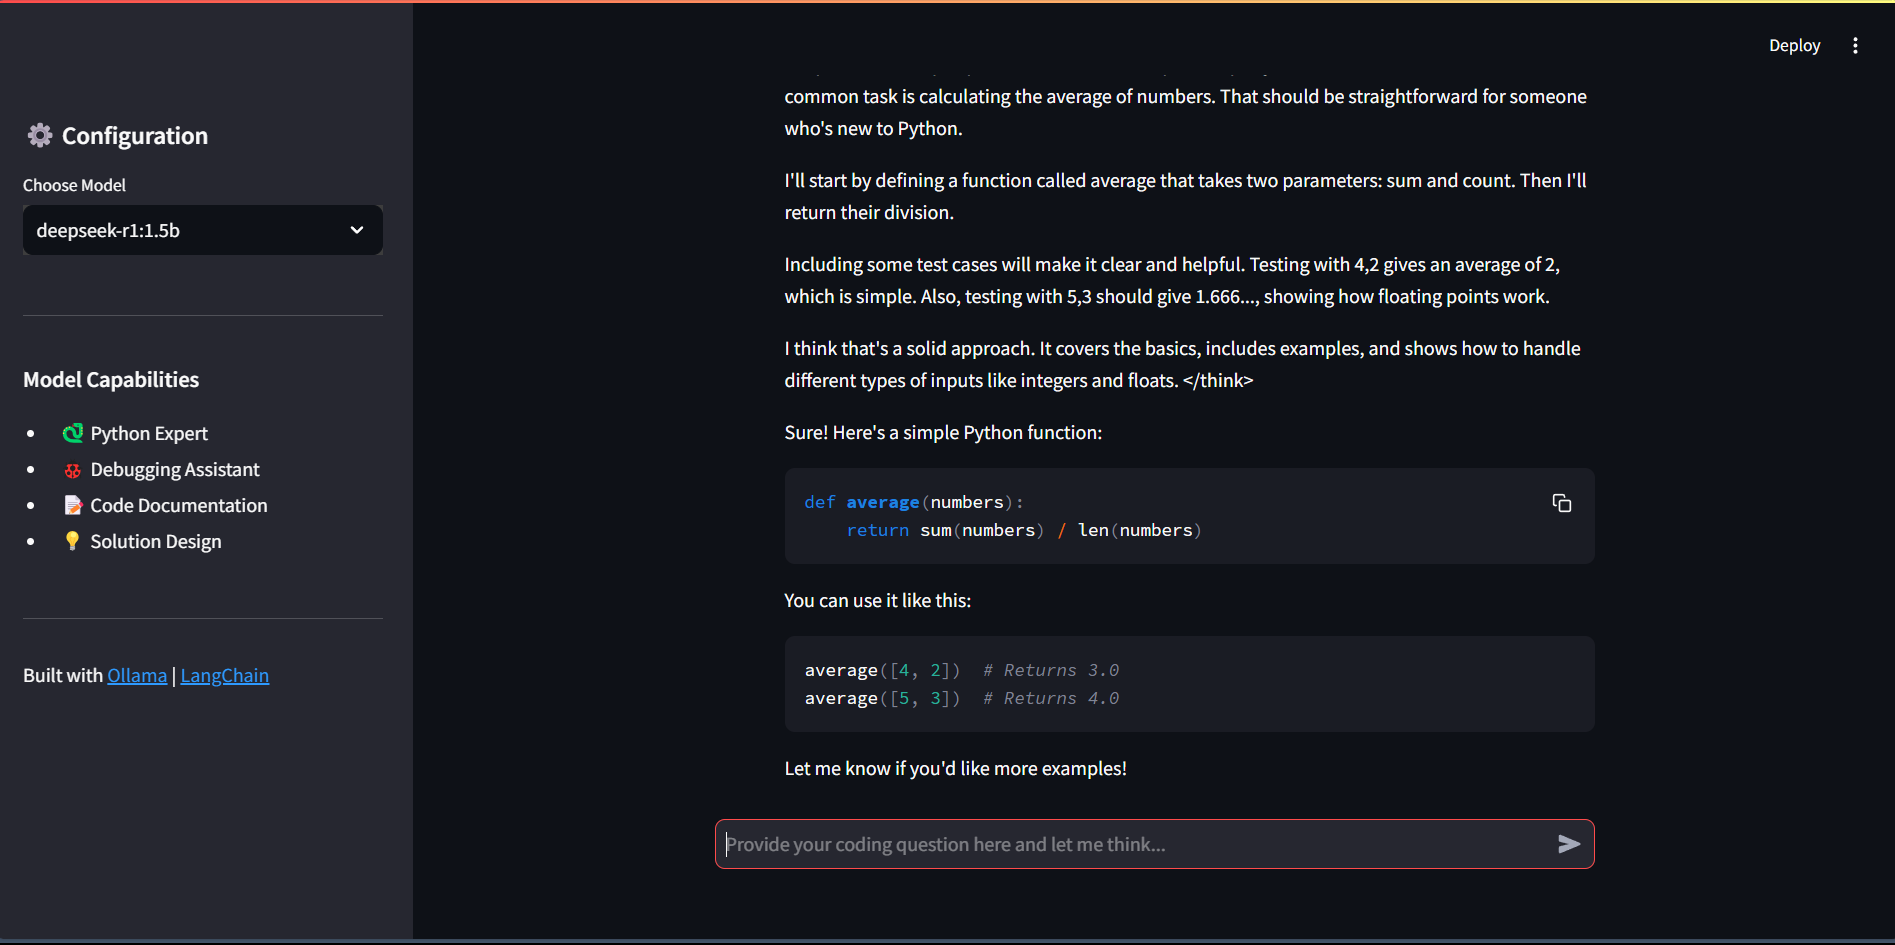 Deploy
Configuration
Choose Model
deepseek-r1:1.5b
Model Capabilities
Python Expert
Debugging Assistant
Code Documentation
Solution Design
Built with Ollama | LangChain
common task is calculating the average of numbers. That should be straightforward for someone
who's new to Python.
I'll start by defining a function called average that takes two parameters: sum and count. Then I'll
return their division.
Including some test cases will make it clear and helpful. Testing with 4,2 gives an average of 2,
which is simple. Also, testing with 5,3 should give 1.666..., showing how floating points work.
I think that's a solid approach. It covers the basics, includes examples, and shows how to handle
different types of inputs like integers and floats. </think>
Sure! Here's a simple Python function:
def average(numbers):
    return sum(numbers) / len(numbers)
You can use it like this:
average([4, 2])  # Returns 3.0
average([5, 3])  # Returns 4.0
Let me know if you'd like more examples!
Provide your coding question here and let me think...